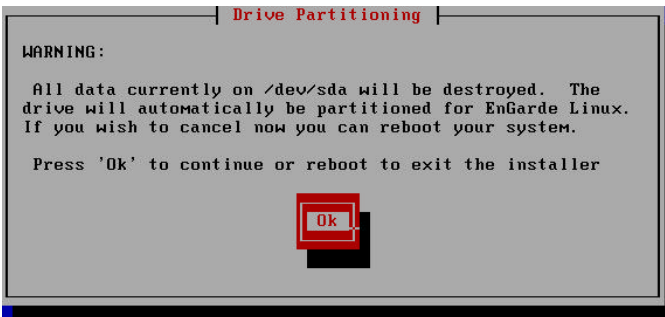 Drive Partitioning
WARNING:
All data currently on /dev/sda will be destroyed. The
drive will automatically be partitioned for EnGarde Linux.
If you wish to cancel now you can reboot your system.
Press 'Ok' to continue or reboot to exit the installer
Ok